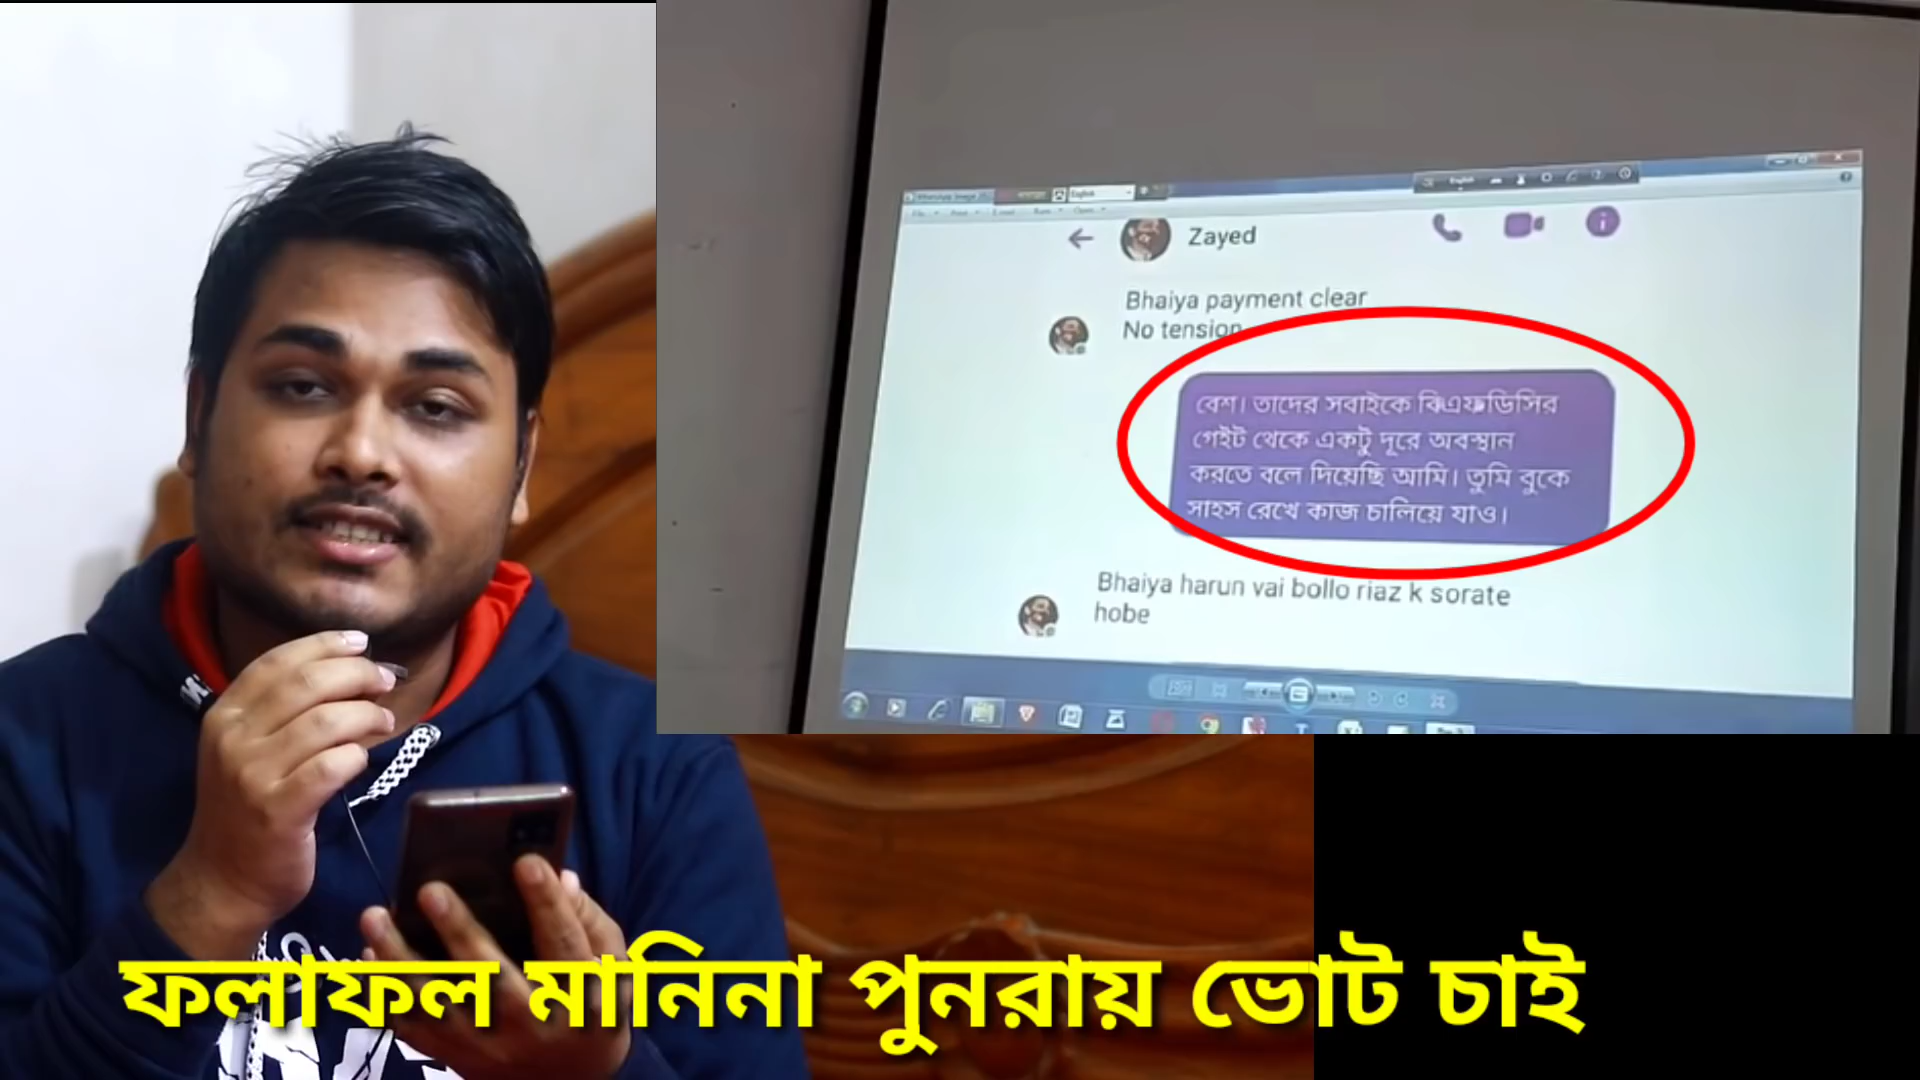 Zayed
Bhaiya payment clear
No tension
বেশ। তাদের সবাইকে বিএফডিসির
গেইট থেকে একটু দূরে অবস্থান
করতে বলে দিয়েছি আমি। তুমি বুকে
সাহস রেখে কাজ চালিয়ে যাও।
Bhaiya harun vai bollo riaz k sorate
hobe
ফলাফল মানিনা পুনরায় ভোট চাই